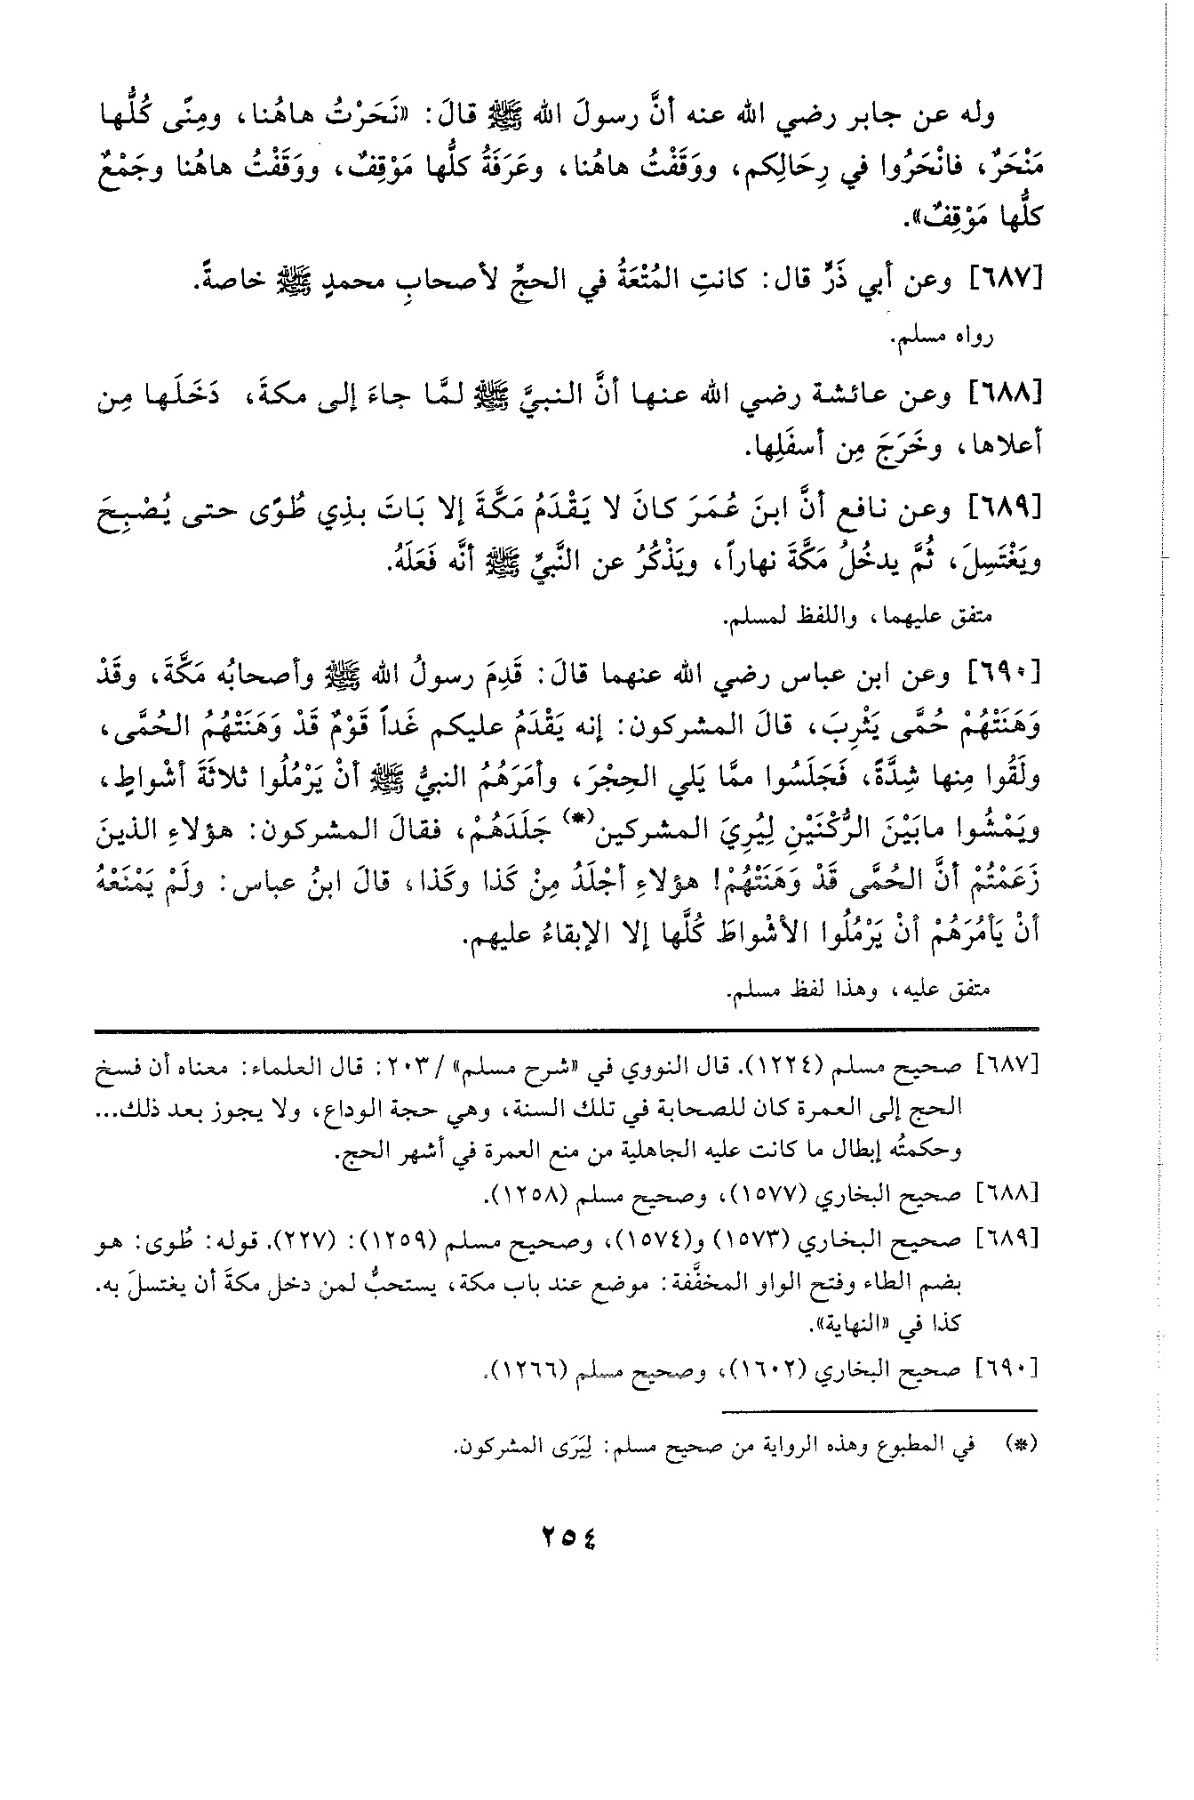 وله عن جابر رضي الله عنه أنَّ رسولَ الله ﷺ قالَ: «نَحَرْتُ هاهُنا، ومِنًى كُلُّها
مَنْحَرٌ، فانْحَرُوا في رِحَالِكم، ووَقَفْتُ هاهُنا، وعَرَفَةُ كلُّها مَوْقِفٌ، ووَقَفْتُ هاهُنا وجَمْعٌ
كلُّها مَوْقِفٌ».
[٦٨٧] وعن أبي ذَرٍّ قال: كانتِ المُتْعَةُ في الحجِّ لأصحابِ محمدٍ ﷺ خاصةً.
رواه مسلم.
[٦٨٨] وعن عائشة رضي الله عنها أنَّ النبيَّ ﷺ لمَّا جاءَ إلى مكةَ، دَخَلَها مِن
أعلاها، وخَرَجَ مِن أسفَلِها.
[٦٨٩] وعن نافع أنَّ ابنَ عُمَرَ كانَ لا يَقْدَمُ مَكَّةَ إلا بَاتَ بذِي طُوًى حتى يُصْبِحَ
ويَغْتَسِلَ، ثُمَّ يدخُلُ مَكَّةَ نهاراً، ويَذْكُرُ عن النَّبيِّ ﷺ أنَّه فَعَلَهُ.
متفق عليهما، واللفظ لمسلم.
[٦٩٠] وعن ابن عباس رضي الله عنهما قالَ: قَدِمَ رسولُ الله ﷺ وأصحابُه مَكَّةَ، وقَدْ
وَهَنَتْهُمْ حُمَّى يَثْرِبَ، قالَ المشركون: إنه يَقْدَمُ عليكم غَداً قَوْمٌ قَدْ وَهَنَتْهُمُ الحُمَّى،
ولَقُوا مِنها شِدَّةً، فَجَلَسُوا ممَّا يَلي الحِجْرَ، وأمَرَهُمُ النبيُّ ﷺ أنْ يَرْمُلُوا ثلاثةَ أشْواطٍ،
ويَمْشُوا مابَيْنَ الرُّكْنَيْنِ لِيُرِيَ المشركين(*) جَلَدَهُمْ، فقالَ المشركون: هؤلاءِ الذينَ
زَعَمْتُمْ أنَّ الحُمَّى قَدْ وَهَنَتْهُمْ! هؤلاءِ أجْلَدُ مِنْ كَذا وكَذا، قالَ ابنُ عباس: ولَمْ يَمْنَعْهُ
أنْ يَأمُرَهُمْ أنْ يَرْمُلُوا الأشْواطَ كُلَّها إلا الإبقاءُ عليهم.
متفق عليه، وهذا لفظ مسلم.
[٦٨٧] صحيح مسلم (١٢٢٤). قال النووي في «شرح مسلم» /٢٠٣: قال العلماء: معناه أن فسخ
الحج إلى العمرة كان للصحابة في تلك السنة، وهي حجة الوداع، ولا يجوز بعد ذلك...
وحكمتُه إبطال ما كانت عليه الجاهلية من منع العمرة في أشهر الحج.
[٦٨٨] صحيح البخاري (١٥٧٧)، وصحيح مسلم (١٢٥٨).
[٦٨٩] صحيح البخاري (١٥٧٣) و(١٥٧٤)، وصحيح مسلم (١٢٥٩): (٢٢٧). قوله: طُوى: هو
بضم الطاء وفتح الواو المخفَّفة: موضع عند باب مكة، يستحبُّ لمن دخل مكةَ أن يغتسلَ به.
كذا في «النهاية».
[٦٩٠] صحيح البخاري (١٦٠٢)، وصحيح مسلم (١٢٦٦).
(*) في المطبوع وهذه الرواية من صحيح مسلم: لِيَرَى المشركون.
٢٥٤